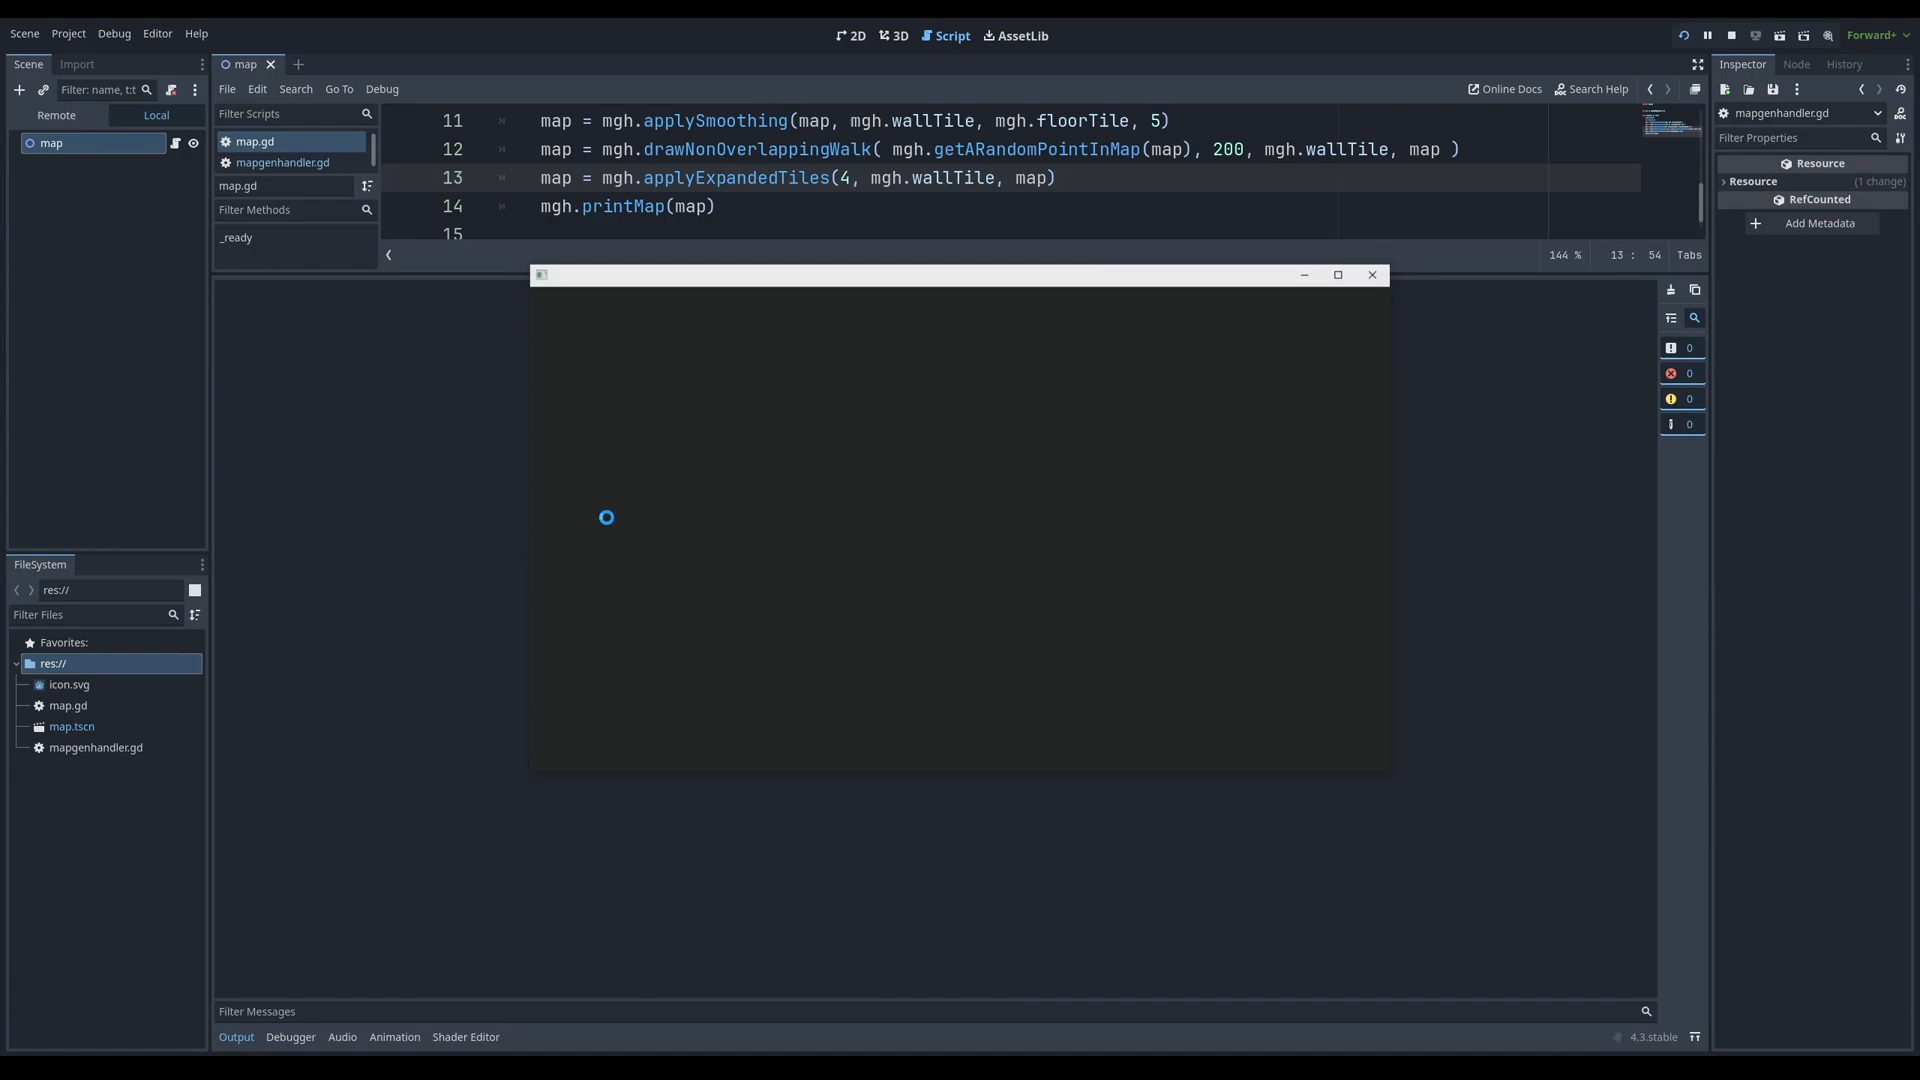 Scene Project Debug Editor Help
2D 3D Script AssetLib
Forward+
Scene Import
map
Inspector Node History
Filter: name, t:t
File Edit Search Go To Debug
Online Docs Search Help
Remote Local
Filter Scripts
mapgenhandler.gd
map
map.gd
mapgenhandler.gd
map.gd
Filter Methods
_ready
11 map = mgh.applySmoothing(map, mgh.wallTile, mgh.floorTile, 5)
12 map = mgh.drawNonOverlappingWalk( mgh.getARandomPointInMap(map), 200, mgh.wallTile, map )
13 map = mgh.applyExpandedTiles(4, mgh.wallTile, map)
14 mgh.printMap(map)
15
144 % 13 : 54 Tabs
Filter Properties
Resource
Resource (1 change)
RefCounted
Add Metadata
0
0
0
0
FileSystem
res://
Filter Files
Favorites:
res://
icon.svg
map.gd
map.tscn
mapgenhandler.gd
Filter Messages
Output Debugger Audio Animation Shader Editor
4.3.stable